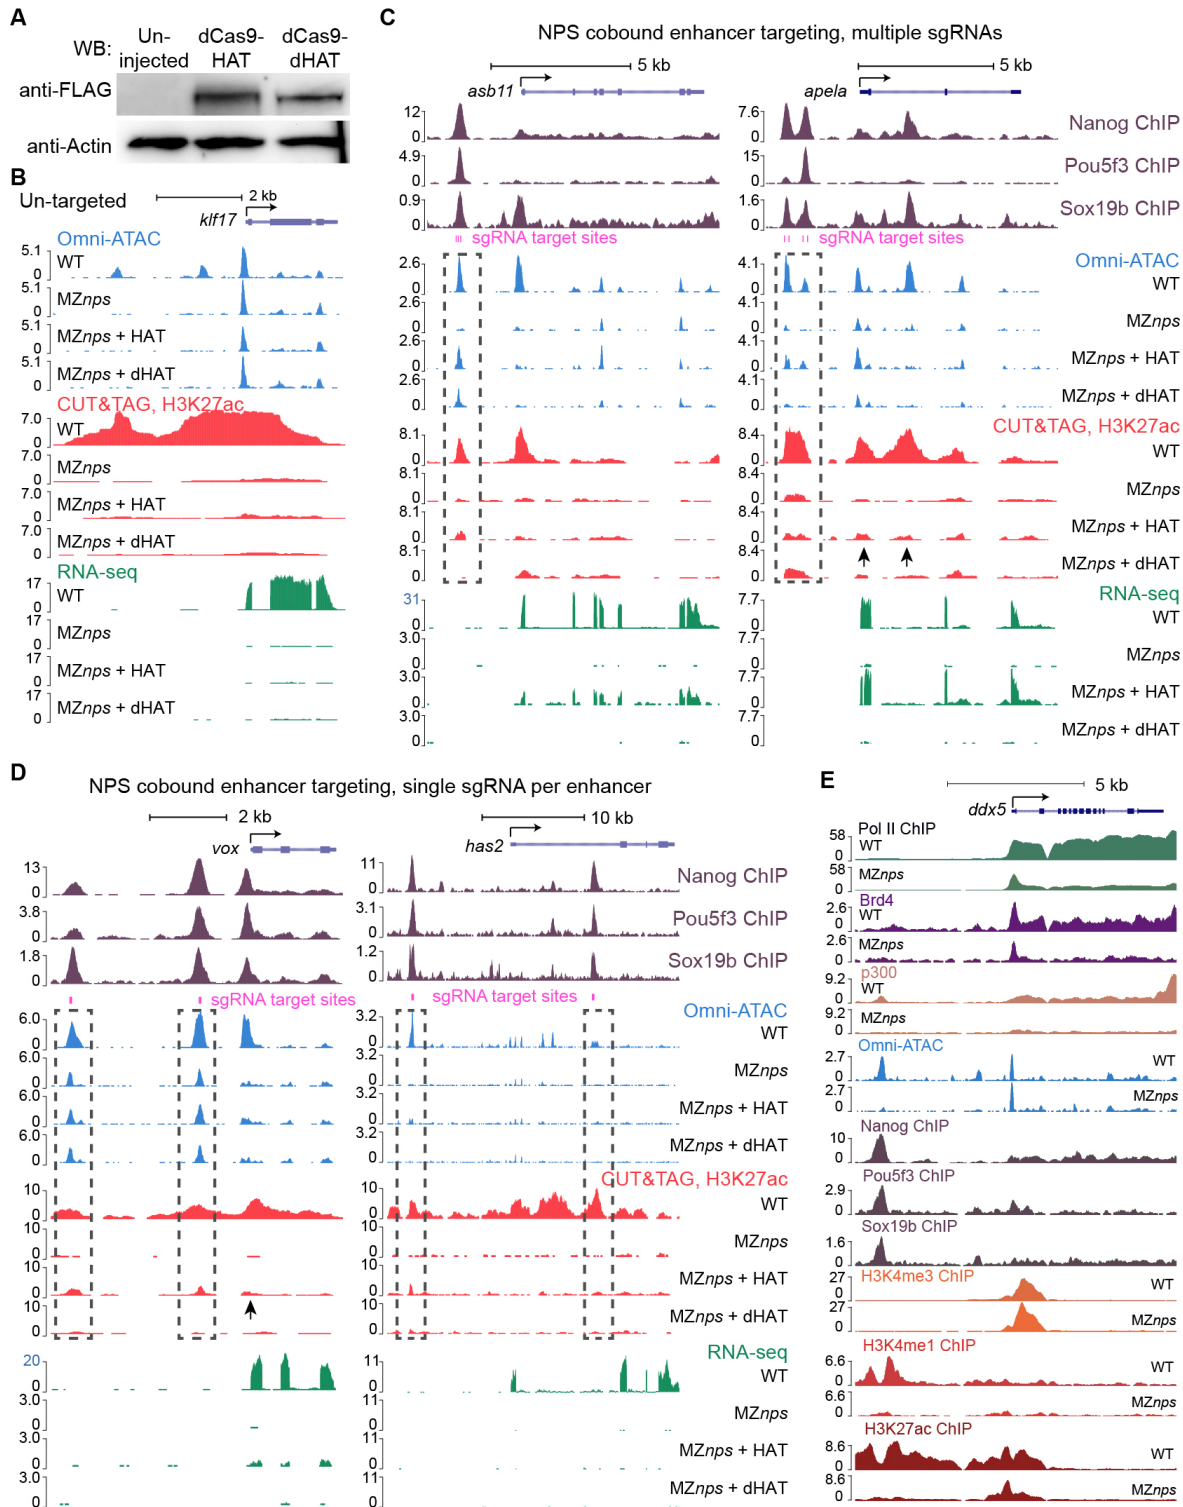 A
WB:
Un-
injected
dCas9-
HAT
dCas9-
dHAT
anti-FLAG
anti-Actin
B
Un-targeted
2 kb
klf17
Omni-ATAC
5.1
WT
0
5.1
MZnps
0
5.1
MZnps + HAT
0
5.1
MZnps + dHAT
0
CUT&TAG, H3K27ac
7.0
WT
0
7.0
MZnps
0
7.0
MZnps + HAT
0
7.0
MZnps + dHAT
0
RNA-seq
17
WT
0
17
MZnps
0
17
MZnps + HAT
0
17
MZnps + dHAT
0
C
NPS cobound enhancer targeting, multiple sgRNAs
5 kb
5 kb
asb11
apela
12
0
7.6
0
Nanog ChIP
4.9
0
15
0
Pou5f3 ChIP
0.9
0
1.6
0
Sox19b ChIP
sgRNA target sites
sgRNA target sites
Omni-ATAC
2.6
0
4.1
0
WT
2.6
0
4.1
0
MZnps
2.6
0
4.1
0
MZnps + HAT
2.6
0
4.1
0
MZnps + dHAT
CUT&TAG, H3K27ac
8.1
0
8.4
0
WT
8.1
0
8.4
0
MZnps
8.1
0
8.4
0
MZnps + HAT
8.1
0
8.4
0
MZnps + dHAT
RNA-seq
31
0
7.7
0
WT
3.0
0
7.7
0
MZnps
3.0
0
7.7
0
MZnps + HAT
3.0
0
7.7
0
MZnps + dHAT
D
NPS cobound enhancer targeting, single sgRNA per enhancer
2 kb
10 kb
vox
has2
13
0
11
0
Nanog ChIP
3.8
0
3.1
0
Pou5f3 ChIP
1.8
0
1.2
0
Sox19b ChIP
sgRNA target sites
sgRNA target sites
Omni-ATAC
6.0
0
3.2
0
WT
6.0
0
3.2
0
MZnps
6.0
0
3.2
0
MZnps + HAT
6.0
0
3.2
0
MZnps + dHAT
CUT&TAG, H3K27ac
10
0
10
0
WT
10
0
10
0
MZnps
10
0
10
0
MZnps + HAT
10
0
10
0
MZnps + dHAT
RNA-seq
20
0
11
0
WT
3.0
0
11
0
MZnps
3.0
0
11
0
MZnps + HAT
3.0
0
11
0
MZnps + dHAT
E
5 kb
ddx5
Pol II ChIP
58
WT
0
58
MZnps
0
Brd4
2.6
WT
0
2.6
MZnps
0
p300
9.2
WT
0
9.2
MZnps
0
Omni-ATAC
2.7
WT
0
2.7
MZnps
0
Nanog ChIP
10
0
Pou5f3 ChIP
2.9
0
Sox19b ChIP
1.6
0
H3K4me3 ChIP
27
WT
0
27
MZnps
0
H3K4me1 ChIP
6.6
WT
0
6.6
MZnps
0
H3K27ac ChIP
8.6
WT
0
8.6
MZnps
0